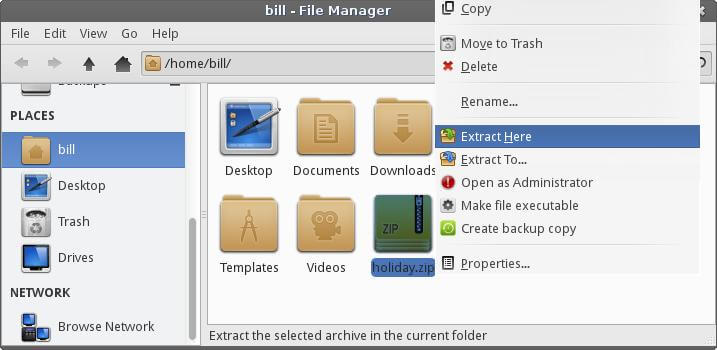 bill - File Manager
File Edit View Go Help
/home/bill/
PLACES
bill
Desktop
Trash
Drives
NETWORK
Browse Network
Desktop
Documents
Downloads
Templates
Videos
ZIP
holiday.zip
Copy
Move to Trash
Delete
Rename...
Extract Here
Extract To...
Open as Administrator
Make file executable
Create backup copy
Properties...
Extract the selected archive in the current folder